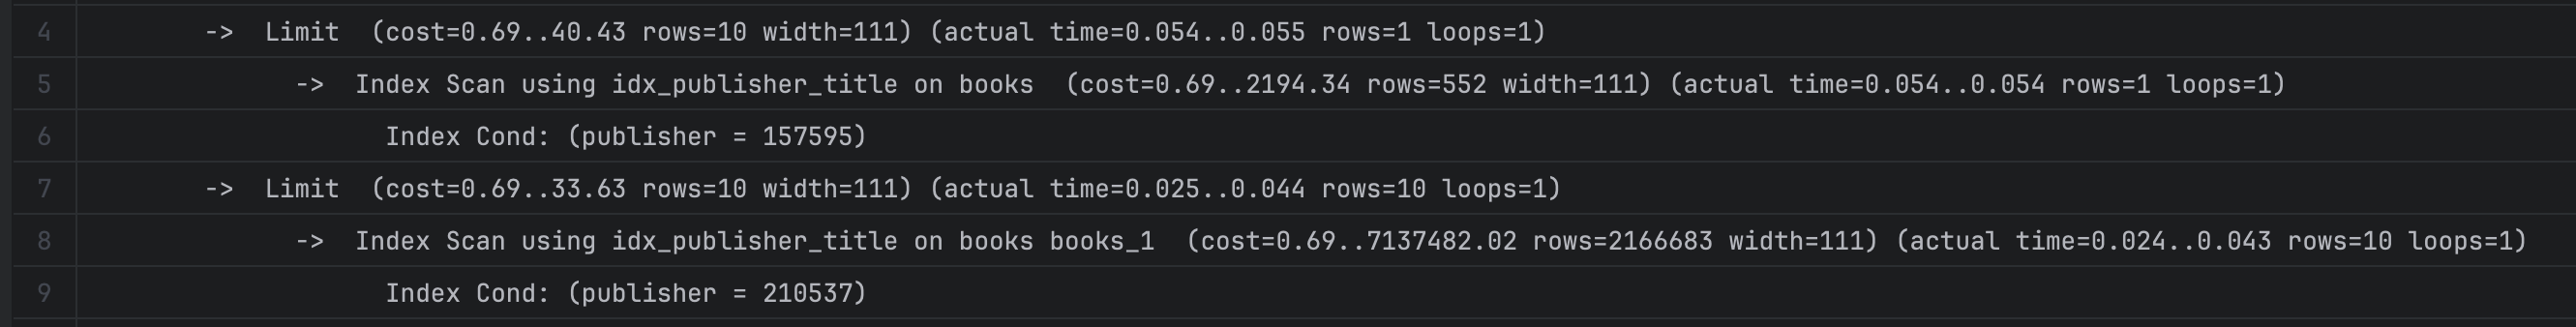 4 -> Limit (cost=0.69..40.43 rows=10 width=111) (actual time=0.054..0.055 rows=1 loops=1)
5 -> Index Scan using idx_publisher_title on books (cost=0.69..2194.34 rows=552 width=111) (actual time=0.054..0.054 rows=1 loops=1)
6 Index Cond: (publisher = 157595)
7 -> Limit (cost=0.69..33.63 rows=10 width=111) (actual time=0.025..0.044 rows=10 loops=1)
8 -> Index Scan using idx_publisher_title on books books_1 (cost=0.69..7137482.02 rows=2166683 width=111) (actual time=0.024..0.043 rows=10 loops=1)
9 Index Cond: (publisher = 210537)